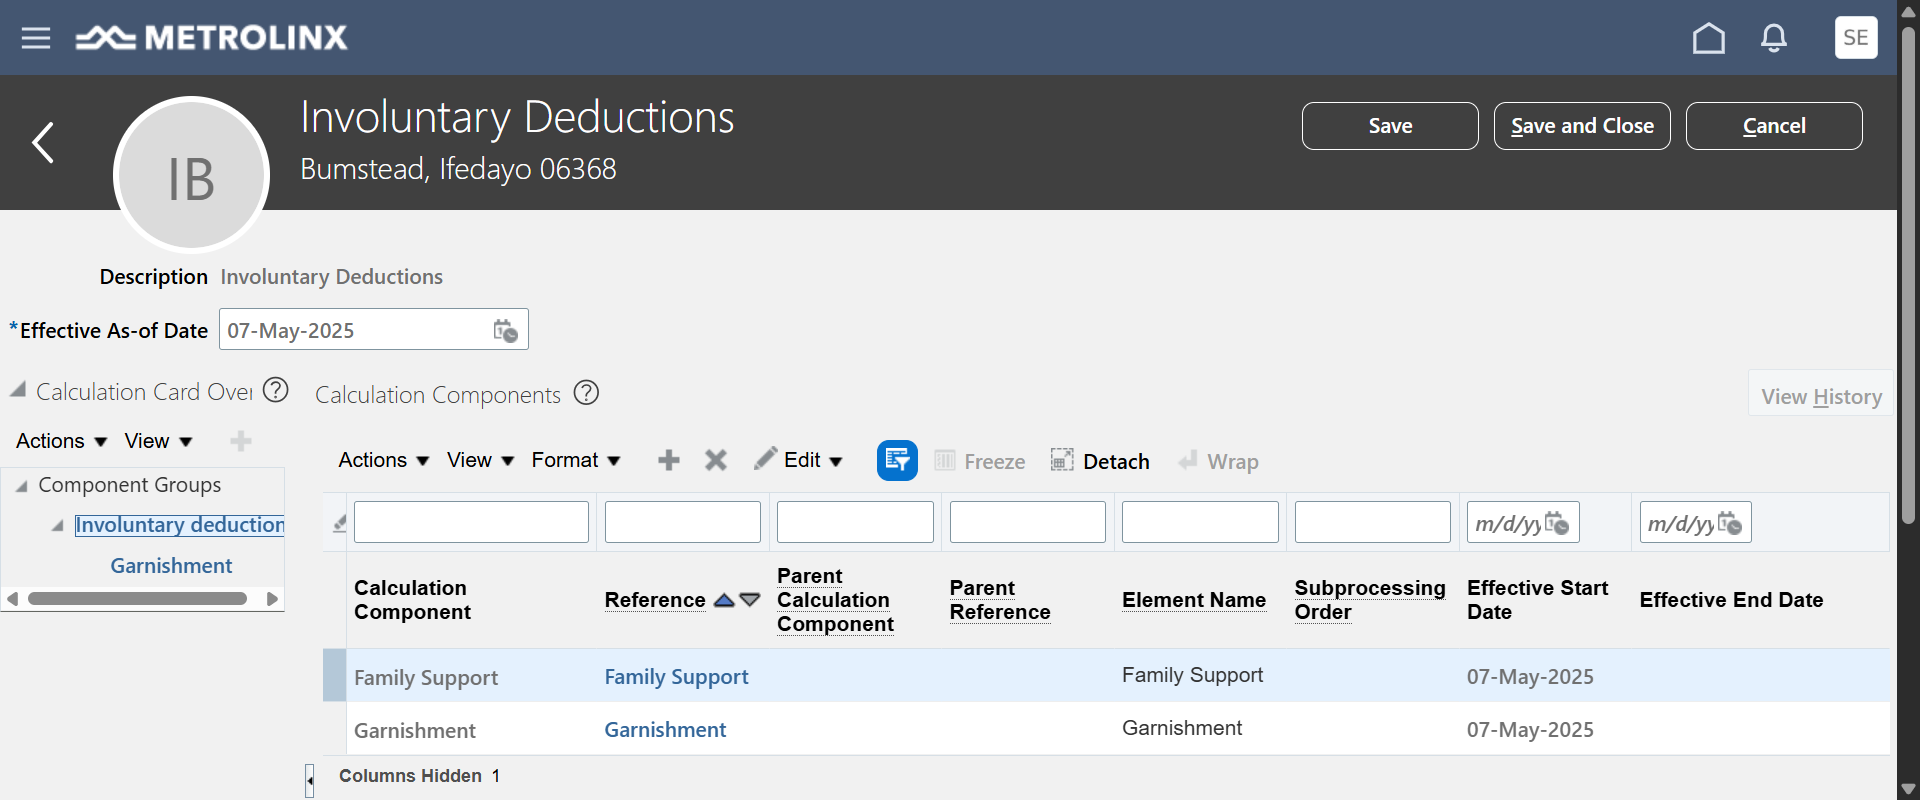 METROLINX
SE
Involuntary Deductions
Save
Save and Close
Cancel
IB
Bumstead, Ifedayo 06368
Description Involuntary Deductions
*Effective As-of Date 07-May-2025
Calculation Card Over ?
Calculation Components ?
View History
Actions View
Actions View Format Edit Freeze Detach Wrap
Component Groups
Involuntary deduction
Garnishment
m/d/yy
m/d/yy
Calculation Component
Reference
Parent Calculation Component
Parent Reference
Element Name
Subprocessing Order
Effective Start Date
Effective End Date
Family Support Family Support Family Support 07-May-2025
Garnishment Garnishment Garnishment 07-May-2025
Columns Hidden 1